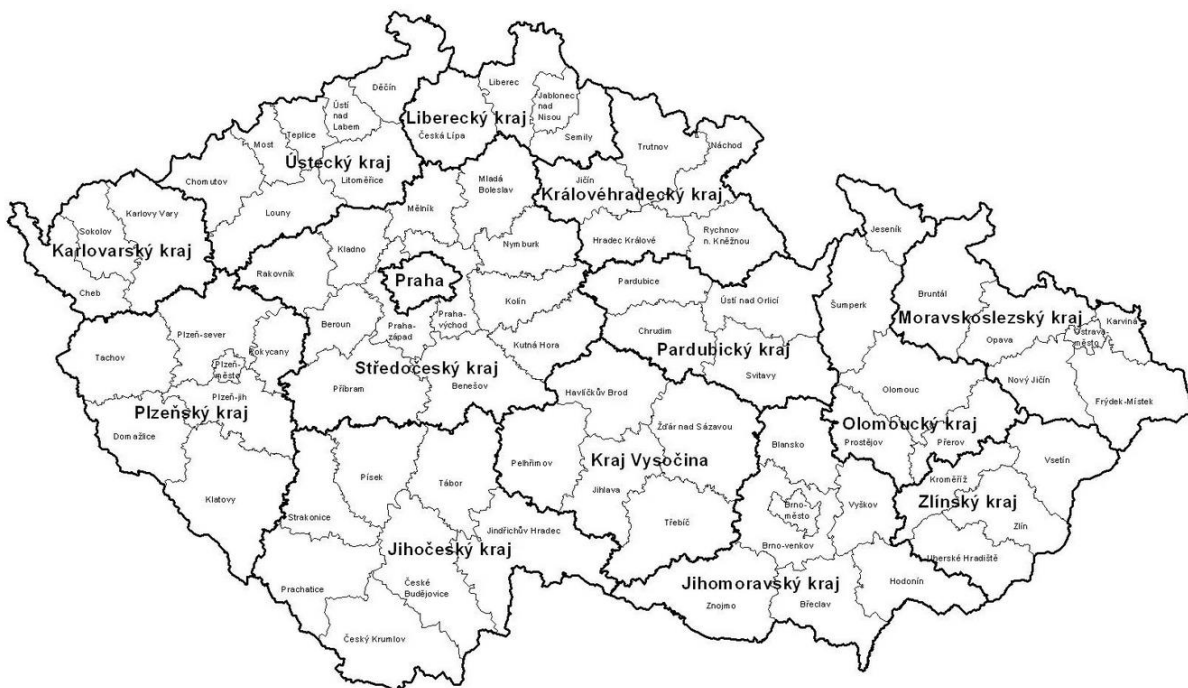 Děčín
Liberec
Ústí
nad
Labem
Jablonec
nad
Nisou
Liberecký kraj
Česká Lípa
Semily
Teplice
Most
Ústecký kraj
Trutnov
Náchod
Chomutov
Litoměřice
Mladá
Boleslav
Jičín
Královéhradecký kraj
Karlovy Vary
Louny
Mělník
Sokolov
Karlovarský kraj
Cheb
Kladno
Nymburk
Hradec Králové
Rychnov
n. Kněžnou
Jeseník
Rakovník
Praha
Kolín
Pardubice
Ústí nad Orlicí
Šumperk
Bruntál
Moravskoslezský kraj
Karviná
Ostrava-
město
Opava
Plzeň-sever
Beroun
Praha-
západ
Praha-
východ
Chrudim
Pardubický kraj
Svitavy
Tachov
Rokycany
Plzeň-
město
Kutná Hora
Středočeský kraj
Příbram
Benešov
Plzeň-jih
Plzeňský kraj
Havlíčkův Brod
Olomouc
Nový Jičín
Frýdek-Místek
Domažlice
Žďár nad Sázavou
Olomoucký kraj
Prostějov
Přerov
Blansko
Pelhřimov
Kraj Vysočina
Vsetín
Písek
Tábor
Jihlava
Kroměříž
Klatovy
Zlínský kraj
Zlín
Brno-
město
Vyškov
Strakonice
Jindřichův Hradec
Třebíč
Jihočeský kraj
Brno-venkov
Uherské Hradiště
Prachatice
České
Budějovice
Jihomoravský kraj
Hodonín
Znojmo
Břeclav
Český Krumlov